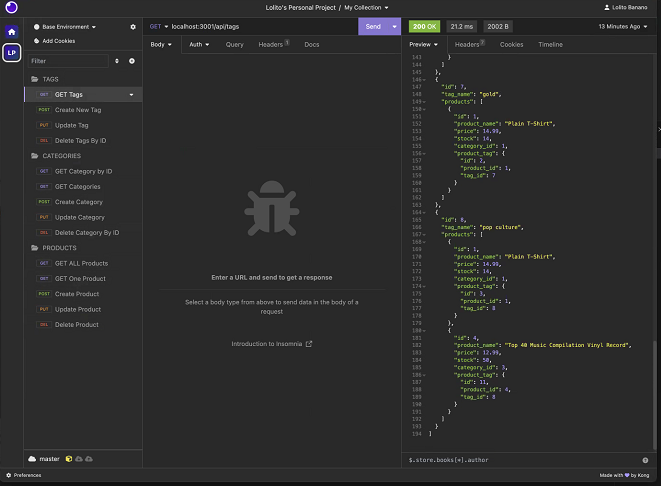 Lolito's Personal Project / My Collection
Lolito Banano
Base Environment
Add Cookies
LP
Filter
TAGS
GET GET Tags
POST Create New Tag
PUT Update Tag
DEL Delete Tags By ID
CATEGORIES
GET GET Category by ID
GET GET Categories
POST Create Category
PUT Update Category
DEL Delete Category By ID
PRODUCTS
GET GET ALL Products
GET GET One Product
POST Create Product
PUT Update Product
DEL Delete Product
master
Preferences
GET localhost:3001/api/tags
Send
Body Auth Query Headers 1 Docs
Enter a URL and send to get a response
Select a body type from above to send data in the body of a
request
Introduction to Insomnia
200 OK 21.2 ms 2002 B 13 Minutes Ago
Preview Headers 7 Cookies Timeline
143 }
144 ]
145 },
146 {
147 "id": 7,
148 "tag_name": "gold",
149 "products": [
150 {
151 "id": 1,
152 "product_name": "Plain T-Shirt",
153 "price": 14.99,
154 "stock": 14,
155 "category_id": 1,
156 "product_tag": {
157 "id": 2,
158 "product_id": 1,
159 "tag_id": 7
160 }
161 }
162 ]
163 },
164 {
165 "id": 8,
166 "tag_name": "pop culture",
167 "products": [
168 {
169 "id": 1,
170 "product_name": "Plain T-Shirt",
171 "price": 14.99,
172 "stock": 14,
173 "category_id": 1,
174 "product_tag": {
175 "id": 3,
176 "product_id": 1,
177 "tag_id": 8
178 }
179 },
180 {
181 "id": 4,
182 "product_name": "Top 40 Music Compilation Vinyl Record",
183 "price": 12.99,
184 "stock": 50,
185 "category_id": 3,
186 "product_tag": {
187 "id": 11,
188 "product_id": 4,
189 "tag_id": 8
190 }
191 }
192 ]
193 }
194 ]
$.store.books[*].author
Made with 💜 by Kong